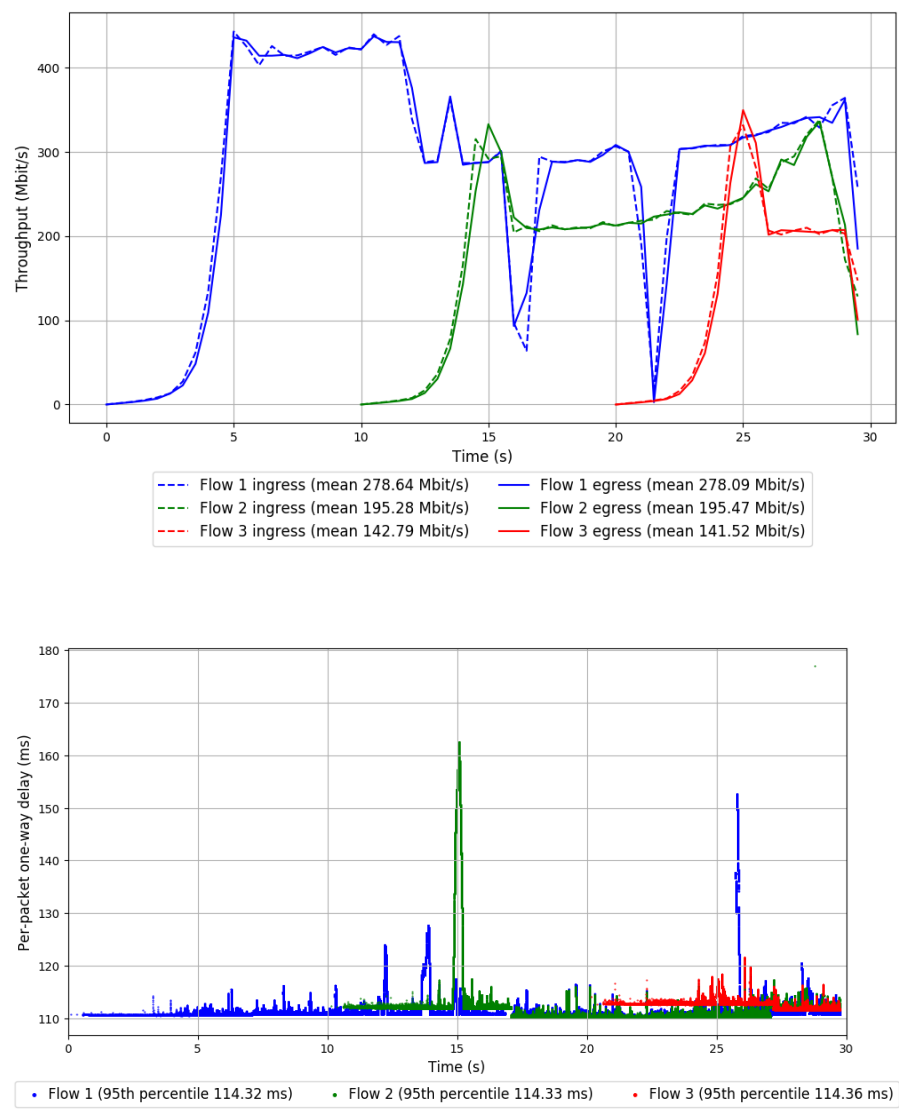 Throughput (Mbit/s)
400
300
200
100
0
0 5 10 15 20 25 30
Time (s)
Flow 1 ingress (mean 278.64 Mbit/s) Flow 1 egress (mean 278.09 Mbit/s)
Flow 2 ingress (mean 195.28 Mbit/s) Flow 2 egress (mean 195.47 Mbit/s)
Flow 3 ingress (mean 142.79 Mbit/s) Flow 3 egress (mean 141.52 Mbit/s)
Per-packet one-way delay (ms)
180
170
160
150
140
130
120
110
0 5 10 15 20 25 30
Time (s)
Flow 1 (95th percentile 114.32 ms) Flow 2 (95th percentile 114.33 ms) Flow 3 (95th percentile 114.36 ms)